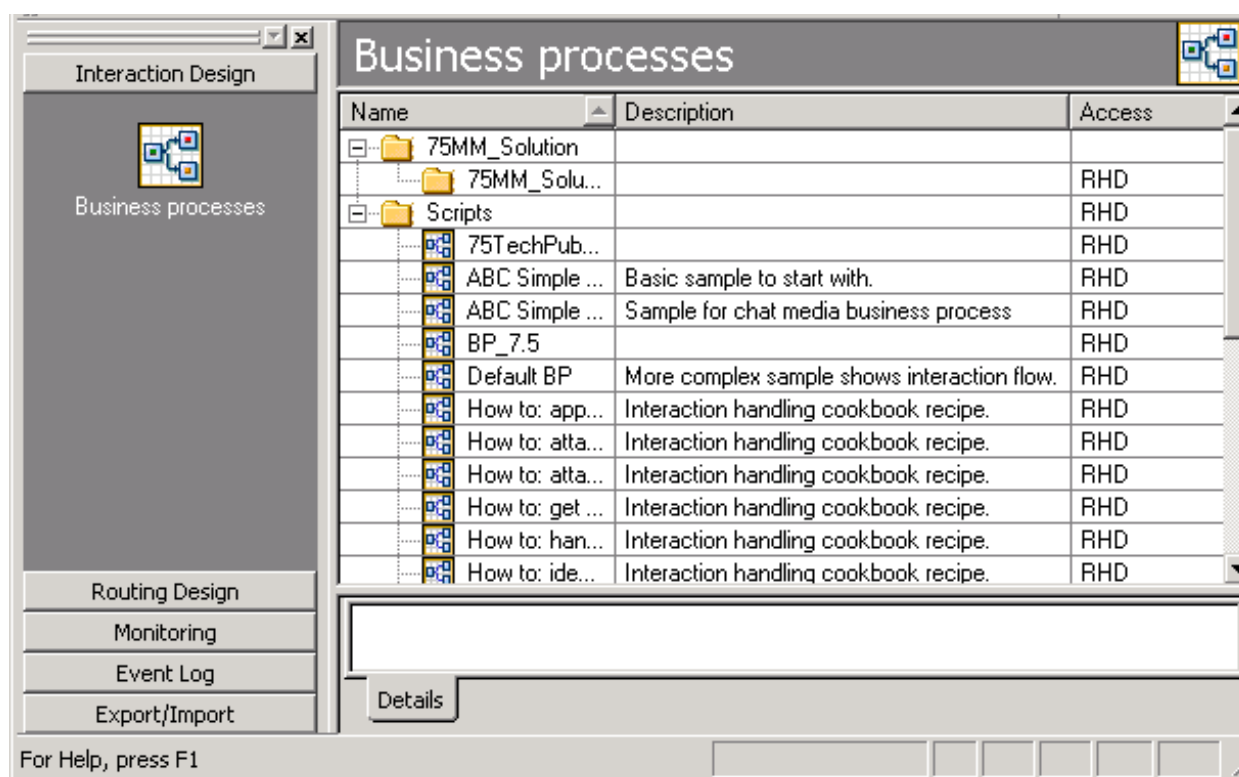 Interaction Design
Business processes
Routing Design
Monitoring
Event Log
Export/Import
Business processes
Name Description Access
75MM_Solution
75MM_Solu... RHD
Scripts RHD
75TechPub... RHD
ABC Simple ... Basic sample to start with. RHD
ABC Simple ... Sample for chat media business process RHD
BP_7.5 RHD
Default BP More complex sample shows interaction flow. RHD
How to: app... Interaction handling cookbook recipe. RHD
How to: atta... Interaction handling cookbook recipe. RHD
How to: atta... Interaction handling cookbook recipe. RHD
How to: get ... Interaction handling cookbook recipe. RHD
How to: han... Interaction handling cookbook recipe. RHD
How to: ide... Interaction handling cookbook recipe. RHD
Details
For Help, press F1